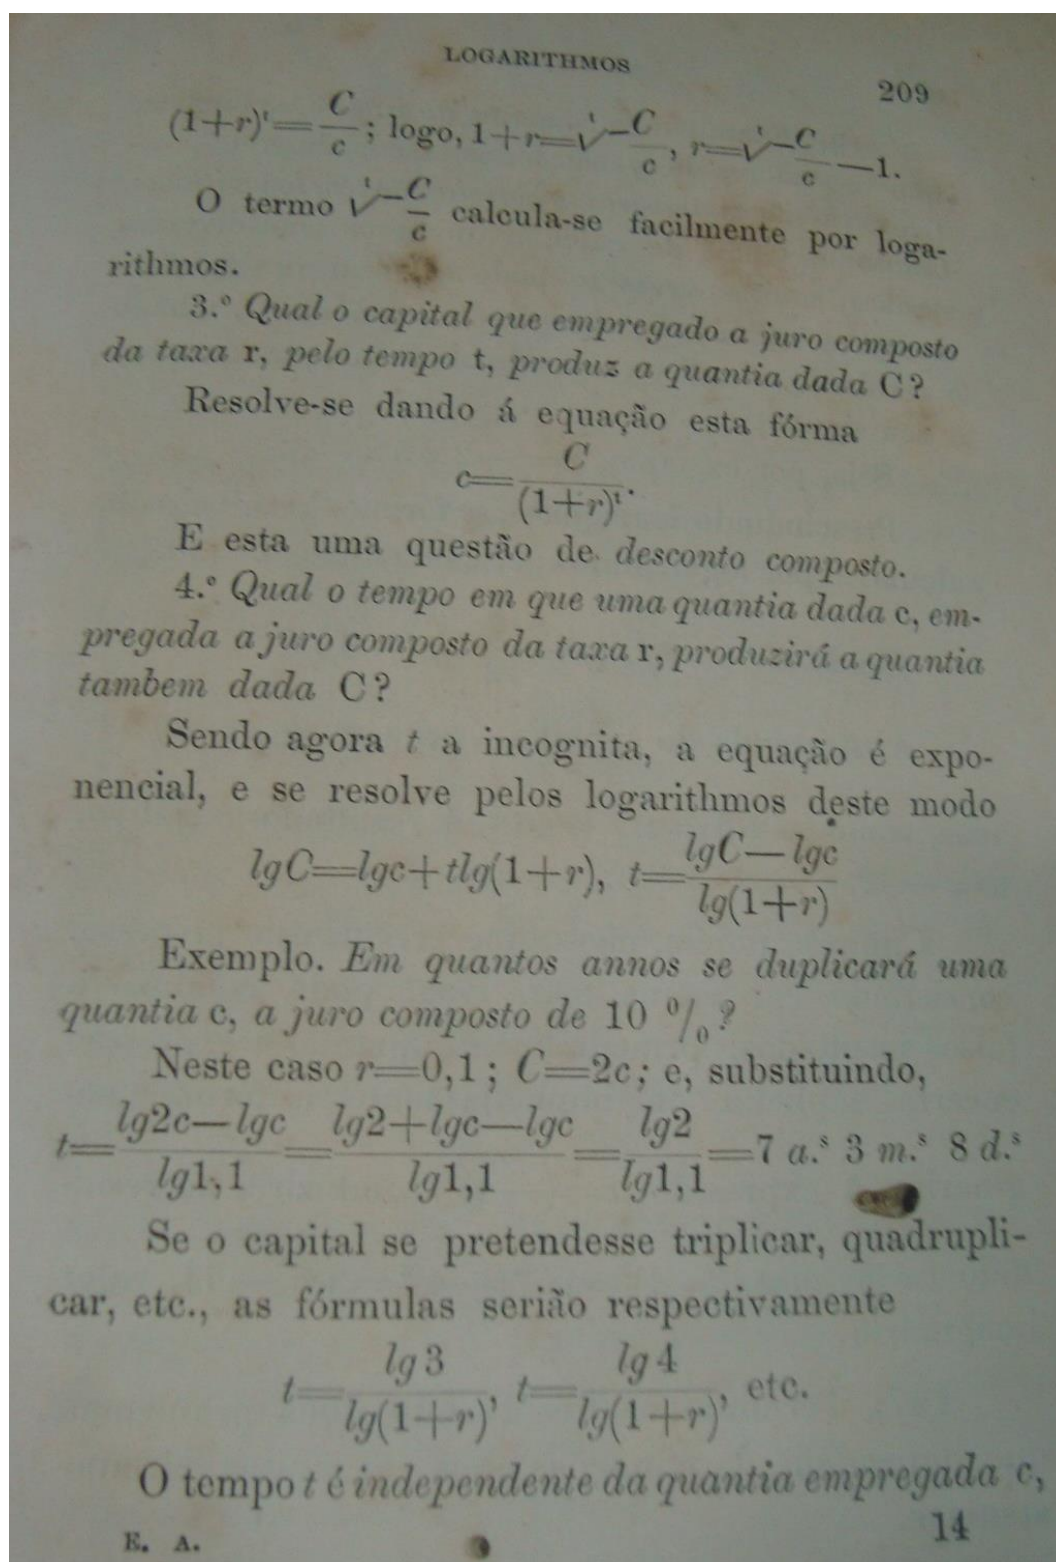 LOGARITHMOS
209
(1+r)ᵗ=C/c; logo, 1+r=ᵗ√C/c, r=ᵗ√C/c—1.
O termo ᵗ√C/c calcula-se facilmente por loga-
rithmos.
3.º Qual o capital que empregado a juro composto
da taxa r, pelo tempo t, produz a quantia dada C?
Resolve-se dando á equação esta fórma
c=C/(1+r)ᵗ.
E esta uma questão de desconto composto.
4.º Qual o tempo em que uma quantia dada c, em-
pregada a juro composto da taxa r, produzirá a quantia
tambem dada C?
Sendo agora t a incognita, a equação é expo-
nencial, e se resolve pelos logarithmos deste modo
lgC=lgc+tlg(1+r), t=lgC—lgc/lg(1+r)
Exemplo. Em quantos annos se duplicará uma
quantia c, a juro composto de 10 %?
Neste caso r=0,1; C=2c; e, substituindo,
t=lg2c—lgc/lg1,1=lg2+lgc—lgc/lg1,1=lg2/lg1,1=7 a.ˢ 3 m.ˢ 8 d.ˢ
Se o capital se pretendesse triplicar, quadrupli-
car, etc., as fórmulas serião respectivamente
t=lg3/lg(1+r), t=lg4/lg(1+r), etc.
O tempo t é independente da quantia empregada c,
E. A. 14